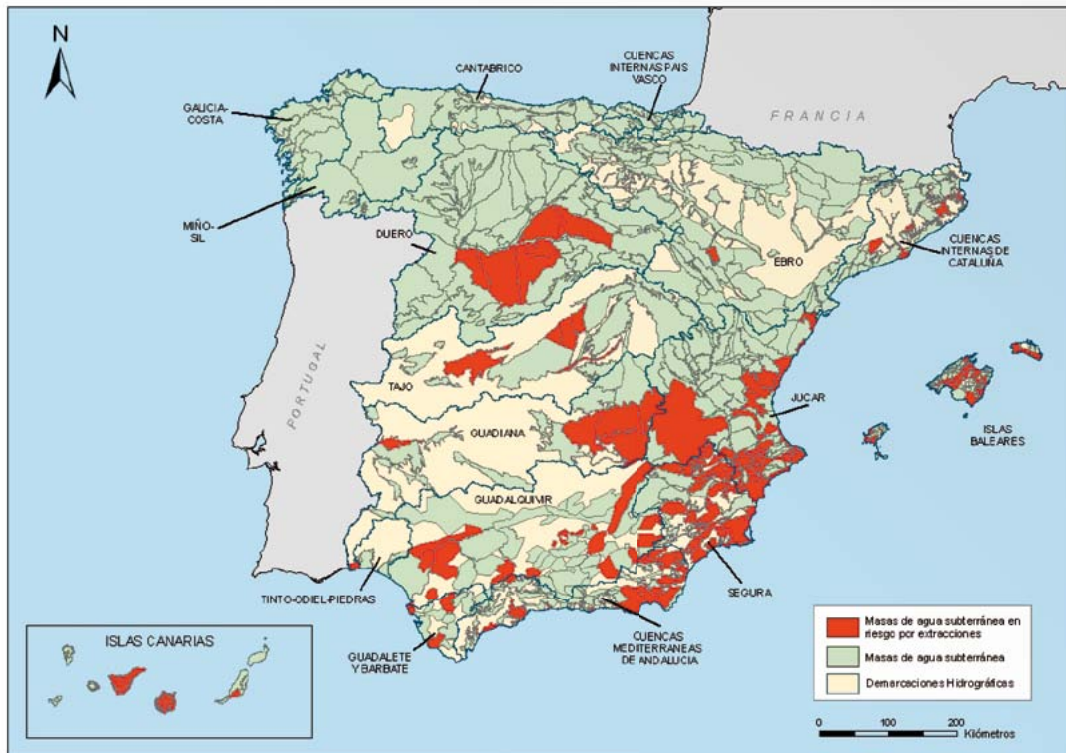 N
CANTABRICO
CUENCAS
INTERNAS PAIS
VASCO
GALICIA-
COSTA
FRANCIA
MIÑO-
SIL
DUERO
EBRO
CUENCAS
INTERNAS DE
CATALUÑA
PORTUGAL
TAJO
JUCAR
GUADIANA
ISLAS
BALEARES
GUADALQUIVIR
SEGURA
TINTO-ODIEL-PIEDRAS
CUENCAS
MEDITERRANEAS
DE ANDALUCIA
GUADALETE
Y BARBATE
ISLAS CANARIAS
Masas de agua subterránea en
riesgo por extracciones
Masas de agua subterránea
Demarcaciones Hidrográficas
0 100 200
Kilómetros